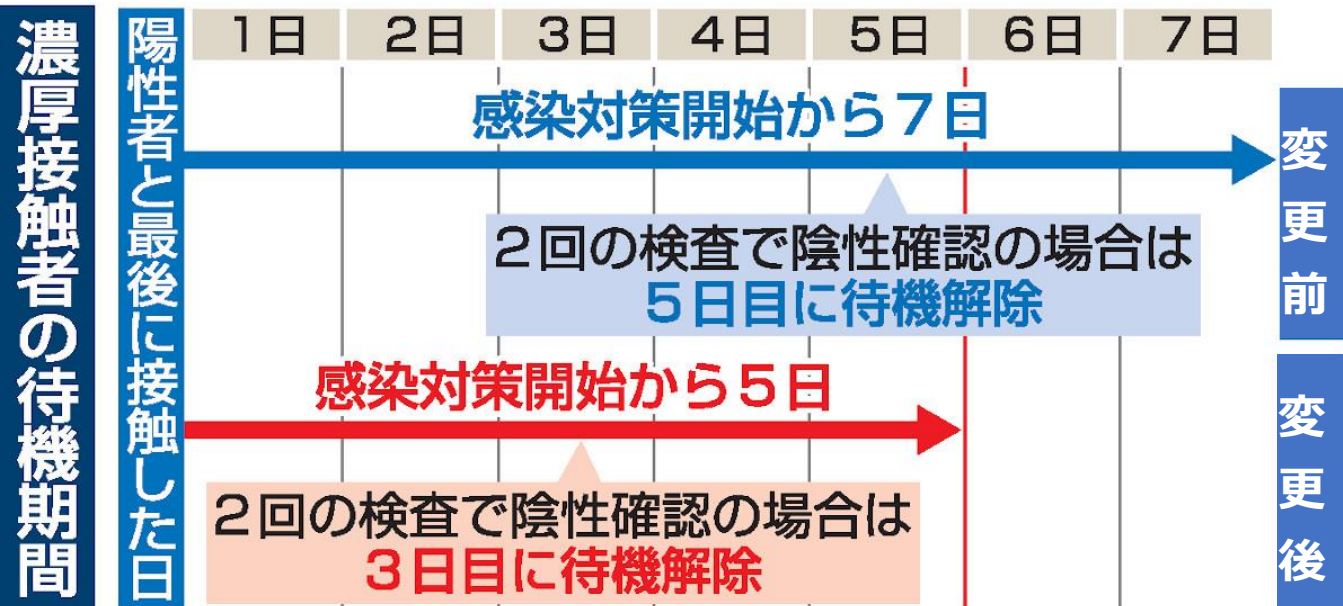 濃厚接触者の待機期間
陽性者と最後に接触した日
1日 2日 3日 4日 5日 6日 7日
感染対策開始から7日
2回の検査で陰性確認の場合は
5日目に待機解除
変更前
感染対策開始から5日
2回の検査で陰性確認の場合は
3日目に待機解除
変更後